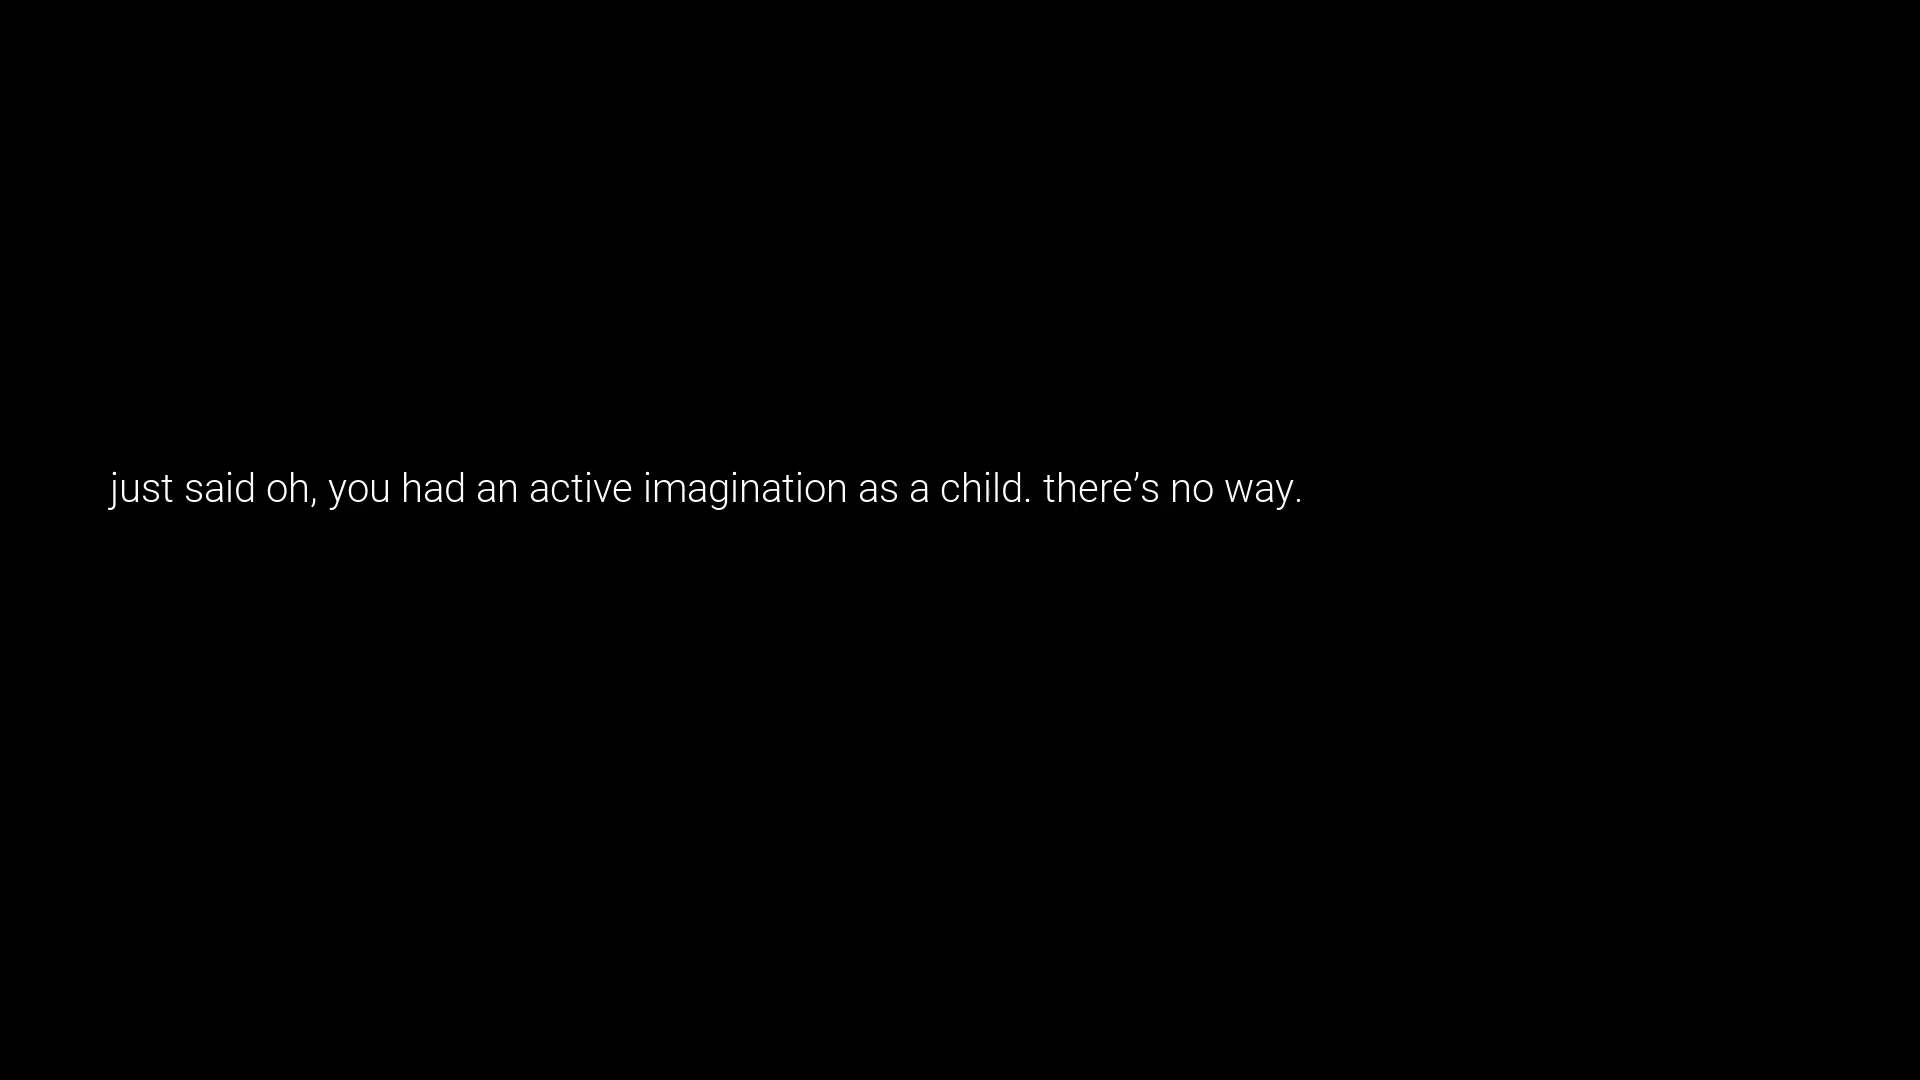 just said oh, you had an active imagination as a child. there’s no way.